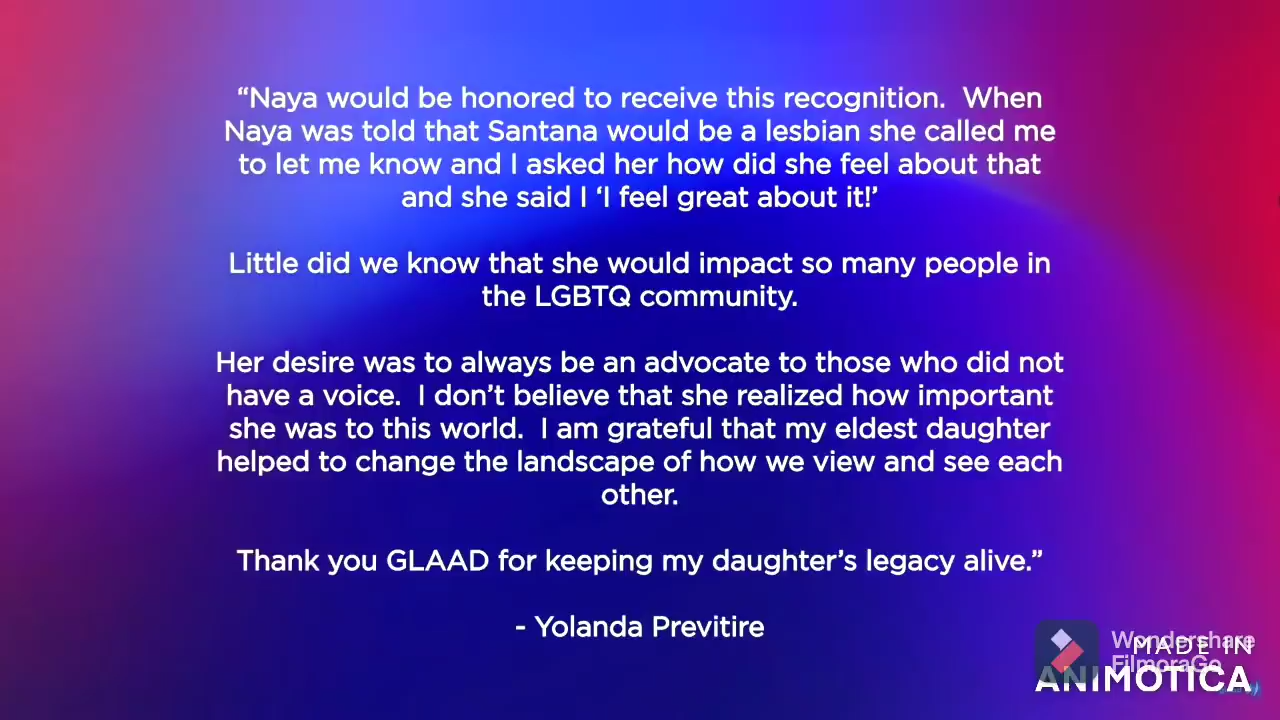 “Naya would be honored to receive this recognition.  When
Naya was told that Santana would be a lesbian she called me
to let me know and I asked her how did she feel about that
and she said I ‘I feel great about it!’
Little did we know that she would impact so many people in
the LGBTQ community.
Her desire was to always be an advocate to those who did not
have a voice.  I don’t believe that she realized how important
she was to this world.  I am grateful that my eldest daughter
helped to change the landscape of how we view and see each
other.
Thank you GLAAD for keeping my daughter’s legacy alive.”
- Yolanda Previtire
Wondershare
FilmoraGo
MADE IN
ANIMOTICA